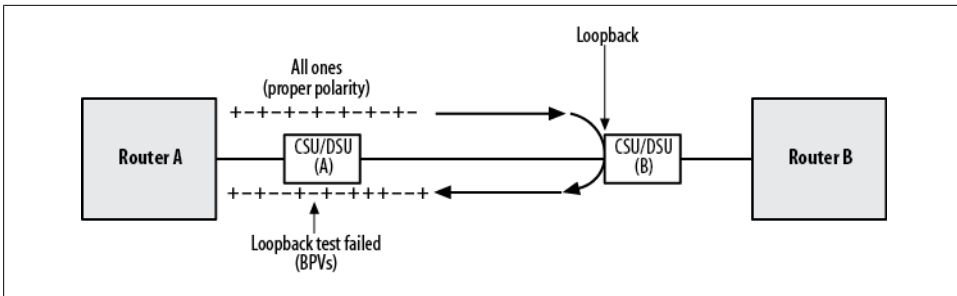 Loopback
All ones
(proper polarity)
+-+-+-+-+-+-+-
Router A
CSU/DSU
(A)
CSU/DSU
(B)
Router B
Loopback test failed
(BPVs)